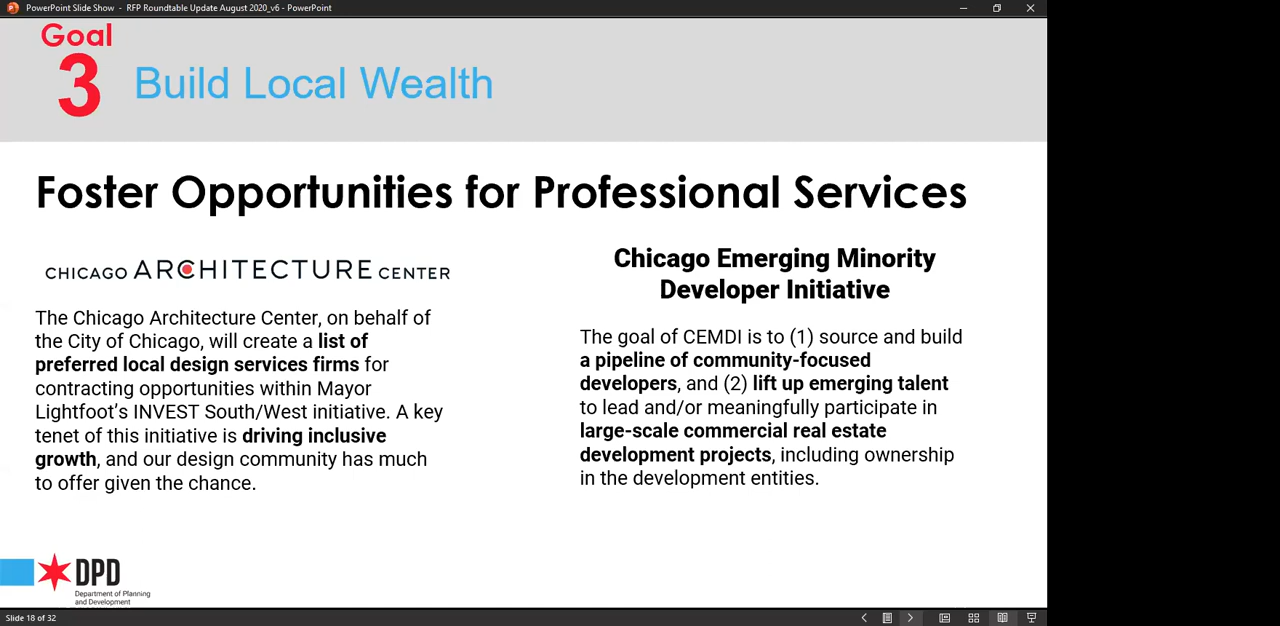 PowerPoint Slide Show - RFP Roundtable Update August 2020_v6 - PowerPoint
Goal
3
Build Local Wealth
Foster Opportunities for Professional Services
CHICAGO ARCHITECTURE CENTER
The Chicago Architecture Center, on behalf of
the City of Chicago, will create a list of
preferred local design services firms for
contracting opportunities within Mayor
Lightfoot's INVEST South/West initiative. A key
tenet of this initiative is driving inclusive
growth, and our design community has much
to offer given the chance.
Chicago Emerging Minority
Developer Initiative
The goal of CEMDI is to (1) source and build
a pipeline of community-focused
developers, and (2) lift up emerging talent
to lead and/or meaningfully participate in
large-scale commercial real estate
development projects, including ownership
in the development entities.
DPD
Department of Planning
and Development
Slide 18 of 32